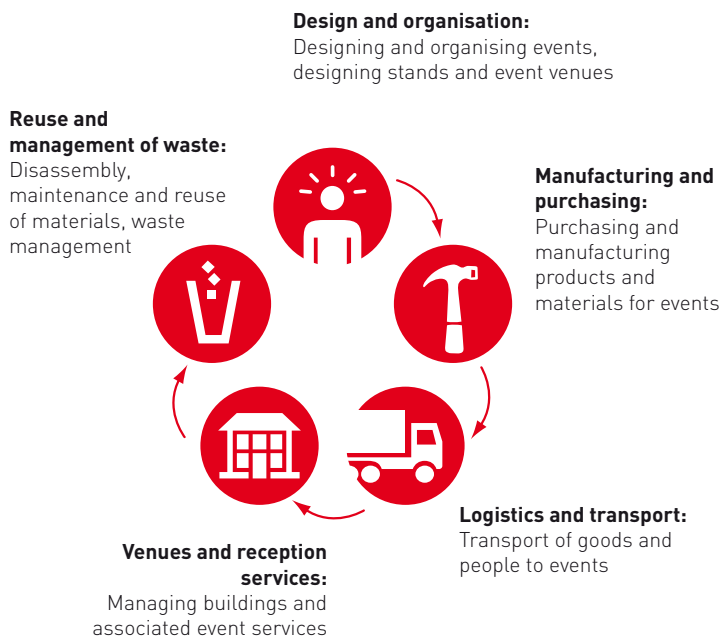 Design and organisation:
Designing and organising events,
designing stands and event venues
Manufacturing and
purchasing:
Purchasing and
manufacturing
products and
materials for events
Logistics and transport:
Transport of goods and
people to events
Venues and reception
services:
Managing buildings and
associated event services
Reuse and
management of waste:
Disassembly,
maintenance and reuse
of materials, waste
management